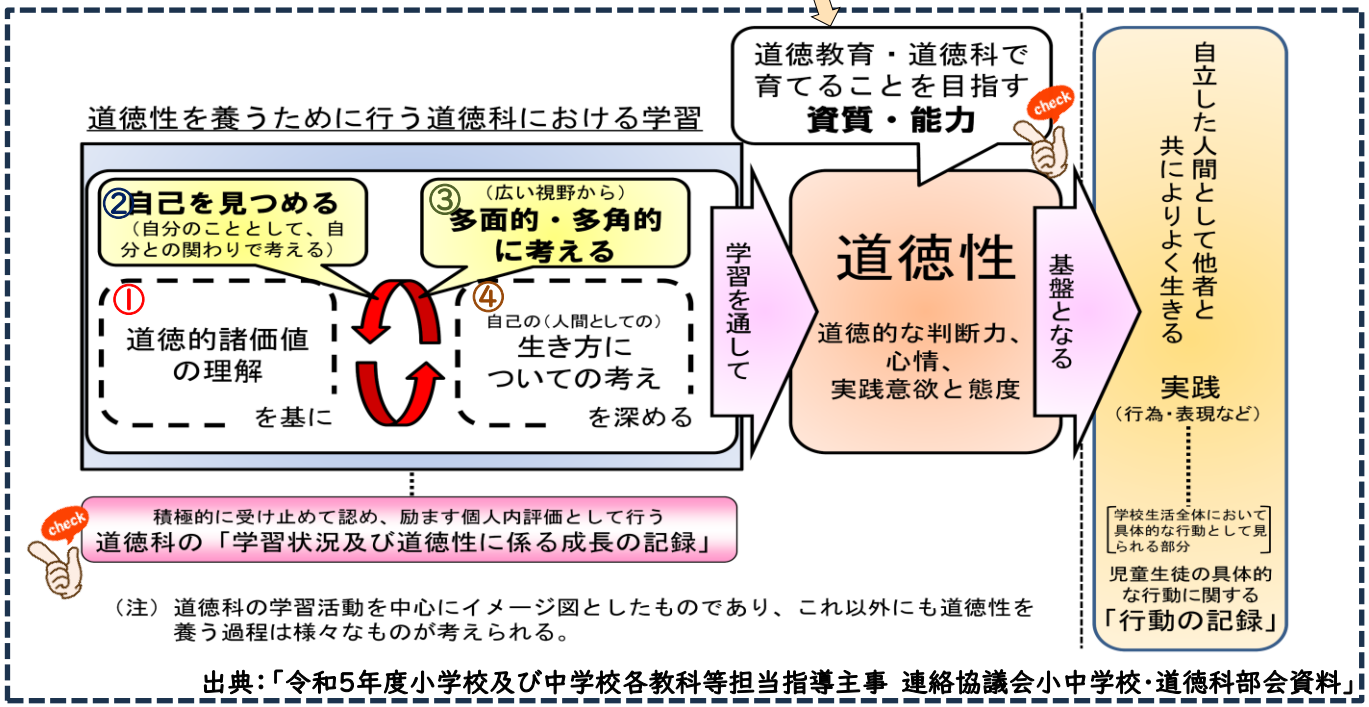 道徳教育・道徳科で
育てることを目指す
資質・能力
check
道徳性を養うために行う道徳科における学習
②自己を見つめる
(自分のこととして、自
分との関わりで考える)
③
(広い視野から)
多面的・多角的
に考える
①
道徳的諸価値
の理解
を基に
④
自己の(人間としての)
生き方に
ついての考え
を深める
学習を通して
道徳性
道徳的な判断力、
心情、
実践意欲と態度
基盤となる
自立した人間として他者と
共によりよく生きる
実践
(行為・表現など)
学校生活全体において
具体的な行動として見
られる部分
児童生徒の具体的
な行動に関する
「行動の記録」
check
積極的に受け止めて認め、励ます個人内評価として行う
道徳科の「学習状況及び道徳性に係る成長の記録」
(注) 道徳科の学習活動を中心にイメージ図としたものであり、これ以外にも道徳性を
養う過程は様々なものが考えられる。
出典:「令和5年度小学校及び中学校各教科等担当指導主事 連絡協議会小中学校・道徳科部会資料」